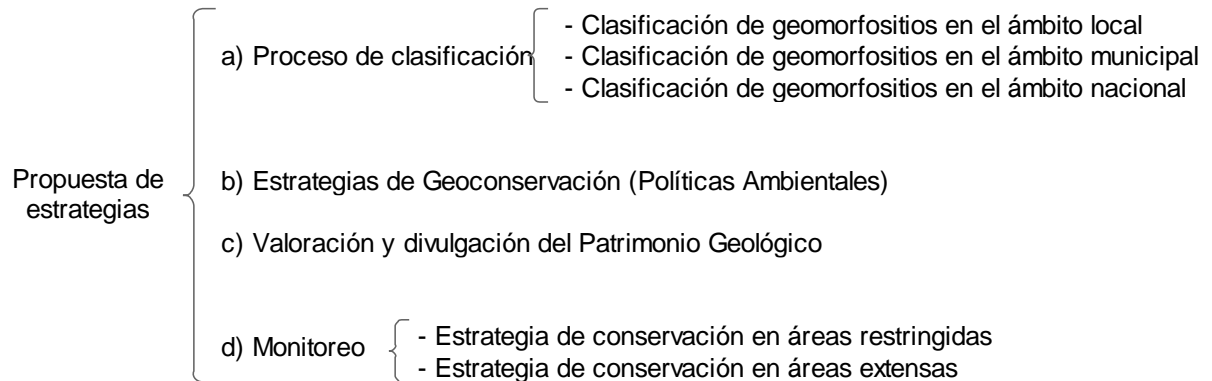 Propuesta de
estrategias
a) Proceso de clasificación
- Clasificación de geomorfositios en el ámbito local
- Clasificación de geomorfositios en el ámbito municipal
- Clasificación de geomorfositios en el ámbito nacional
b) Estrategias de Geoconservación (Políticas Ambientales)
c) Valoración y divulgación del Patrimonio Geológico
d) Monitoreo
- Estrategia de conservación en áreas restringidas
- Estrategia de conservación en áreas extensas